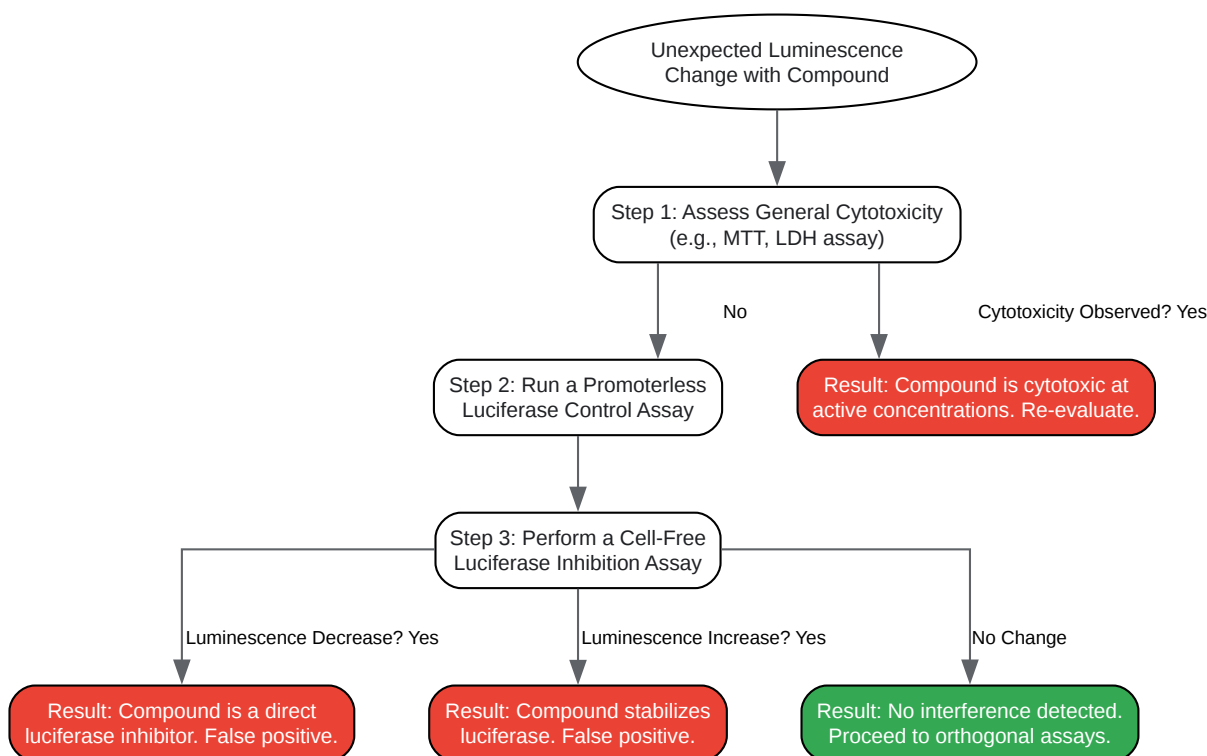 Unexpected Luminescence
Change with Compound
Step 1: Assess General Cytotoxicity
(e.g., MTT, LDH assay)
No
Cytotoxicity Observed? Yes
Step 2: Run a Promoterless
Luciferase Control Assay
Result: Compound is cytotoxic at
active concentrations. Re-evaluate.
Step 3: Perform a Cell-Free
Luciferase Inhibition Assay
Luminescence Decrease? Yes
Luminescence Increase? Yes
No Change
Result: Compound is a direct
luciferase inhibitor. False positive.
Result: Compound stabilizes
luciferase. False positive.
Result: No interference detected.
Proceed to orthogonal assays.